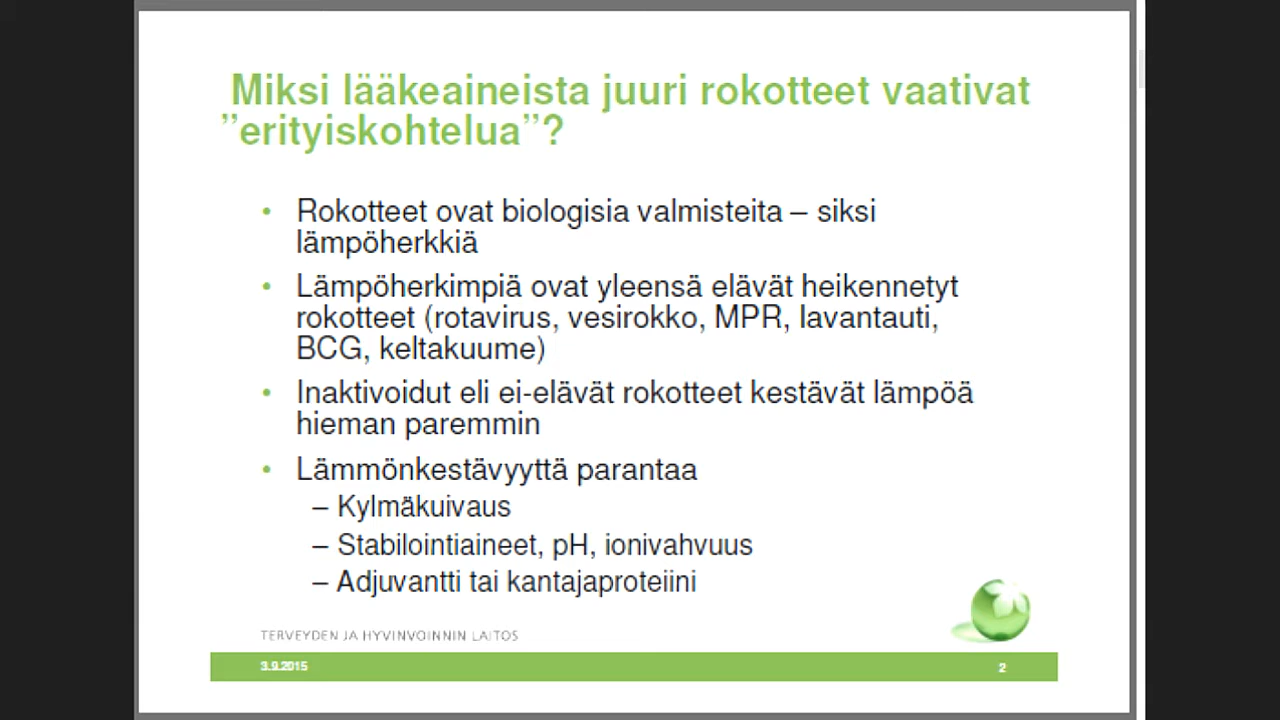 Miksi lääkeaineista juuri rokotteet vaativat
”erityiskohtelua”?
• Rokotteet ovat biologisia valmisteita – siksi
lämpöherkkiä
• Lämpöherkimpiä ovat yleensä elävät heikennetyt
rokotteet (rotavirus, vesirokko, MPR, lavantauti,
BCG, keltakuume)
• Inaktivoidut eli ei-elävät rokotteet kestävät lämpöä
hieman paremmin
• Lämmönkestävyyttä parantaa
– Kylmäkuivaus
– Stabilointiaineet, pH, ionivahvuus
– Adjuvantti tai kantajaproteiini
TERVEYDEN JA HYVINVOINNIN LAITOS
3.9.2015
2